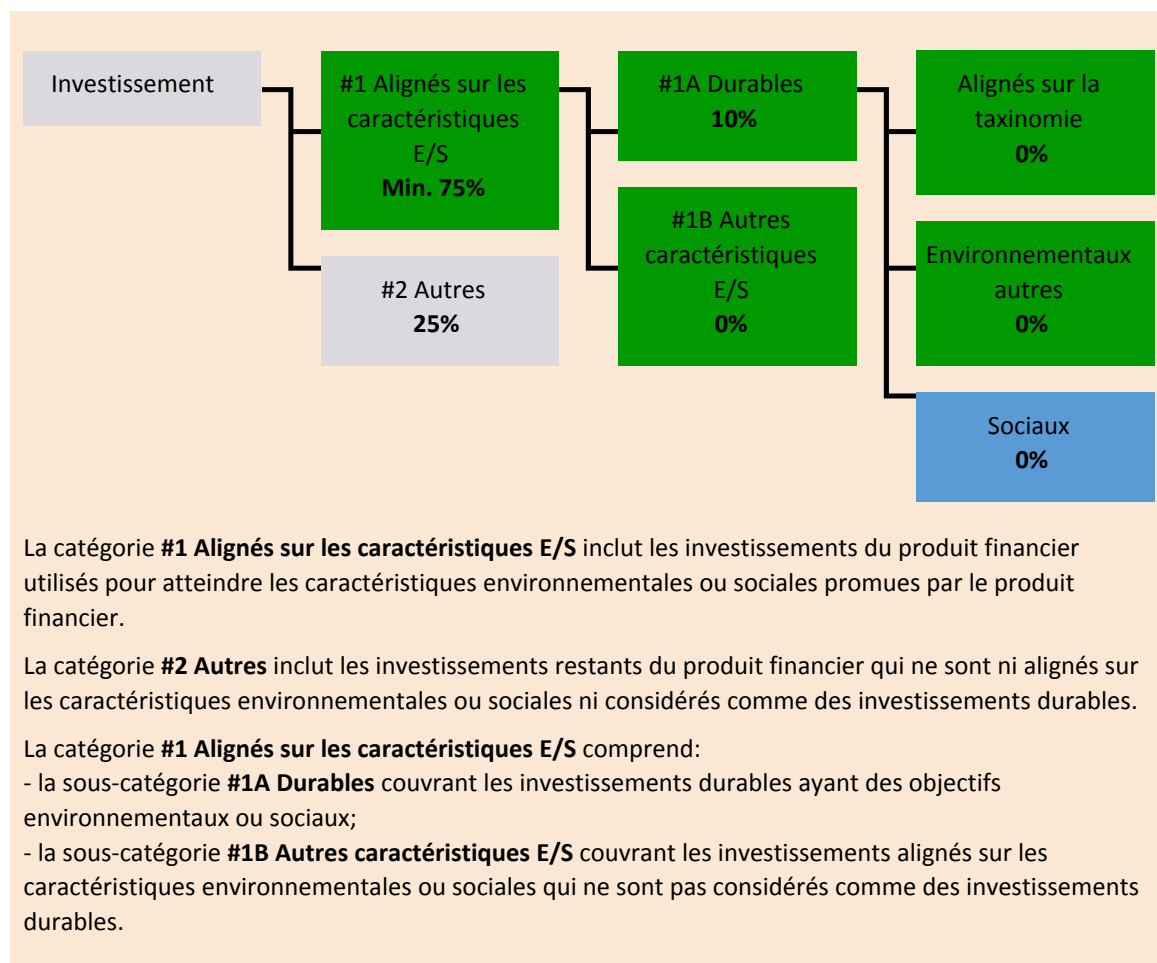 Investissement
#1 Alignés sur les
caractéristiques
E/S
Min. 75%
#2 Autres
25%
#1A Durables
10%
#1B Autres
caractéristiques
E/S
0%
Alignés sur la
taxinomie
0%
Environnementaux
autres
0%
Sociaux
0%
La catégorie #1 Alignés sur les caractéristiques E/S inclut les investissements du produit financier
utilisés pour atteindre les caractéristiques environnementales ou sociales promues par le produit
financier.
La catégorie #2 Autres inclut les investissements restants du produit financier qui ne sont ni alignés sur
les caractéristiques environnementales ou sociales ni considérés comme des investissements durables.
La catégorie #1 Alignés sur les caractéristiques E/S comprend:
- la sous-catégorie #1A Durables couvrant les investissements durables ayant des objectifs
environnementaux ou sociaux;
- la sous-catégorie #1B Autres caractéristiques E/S couvrant les investissements alignés sur les
caractéristiques environnementales ou sociales qui ne sont pas considérés comme des investissements
durables.